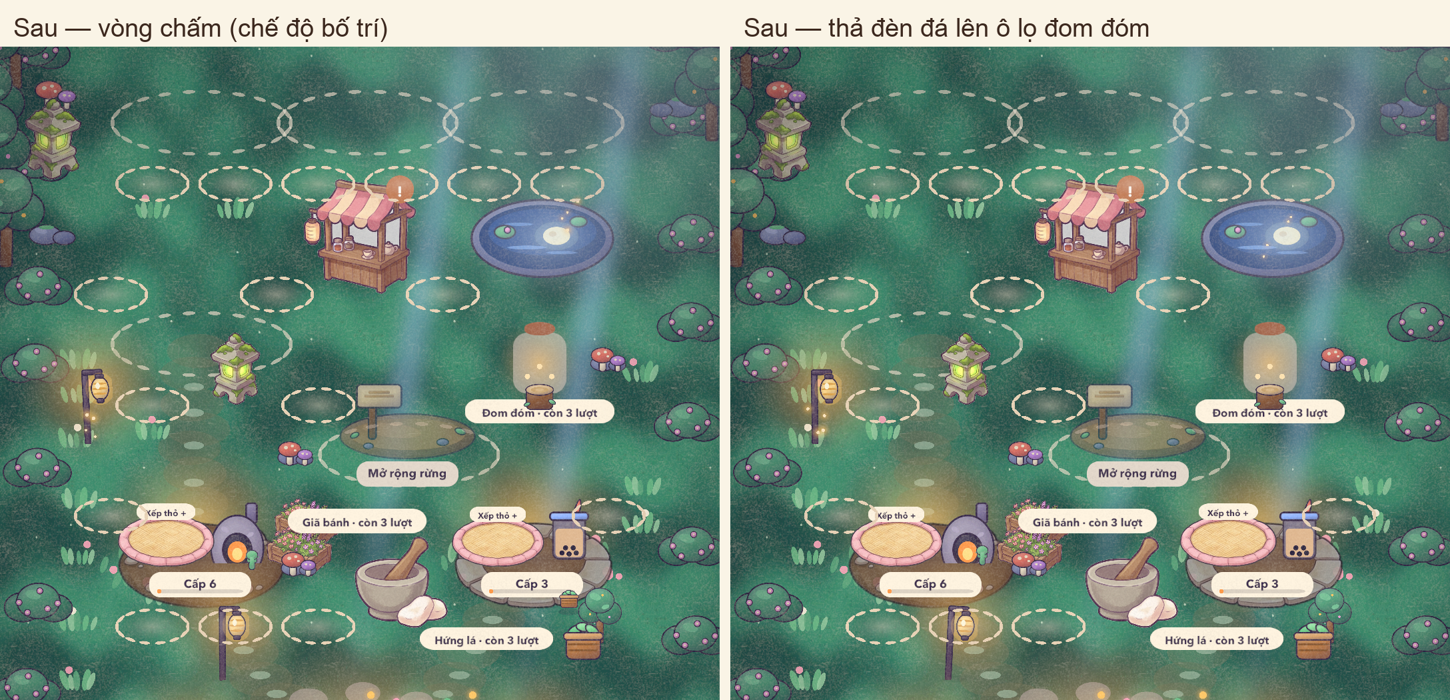 Sau — vòng chấm (chế độ bố trí)
!
Đom đóm · còn 3 lượt
Mở rộng rừng
Xếp thỏ +
Giã bánh · còn 3 lượt
Xếp thỏ +
Cấp 6
Cấp 3
Hứng lá · còn 3 lượt
Sau — thả đèn đá lên ô lọ đom đóm
!
Đom đóm · còn 3 lượt
Mở rộng rừng
Xếp thỏ +
Giã bánh · còn 3 lượt
Xếp thỏ +
Cấp 6
Cấp 3
Hứng lá · còn 3 lượt